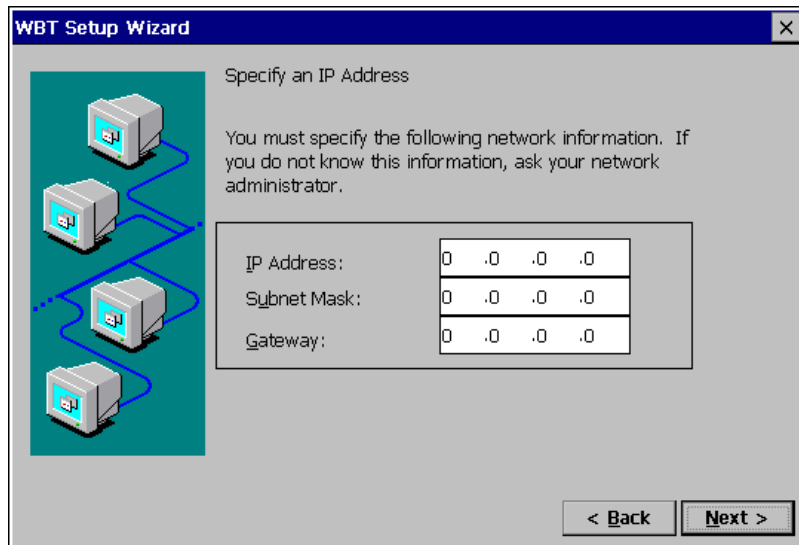 WBT Setup Wizard
Specify an IP Address
You must specify the following network information. If
you do not know this information, ask your network
administrator.
IP Address: 0 .0 .0 .0
Subnet Mask: 0 .0 .0 .0
Gateway: 0 .0 .0 .0
< Back Next >